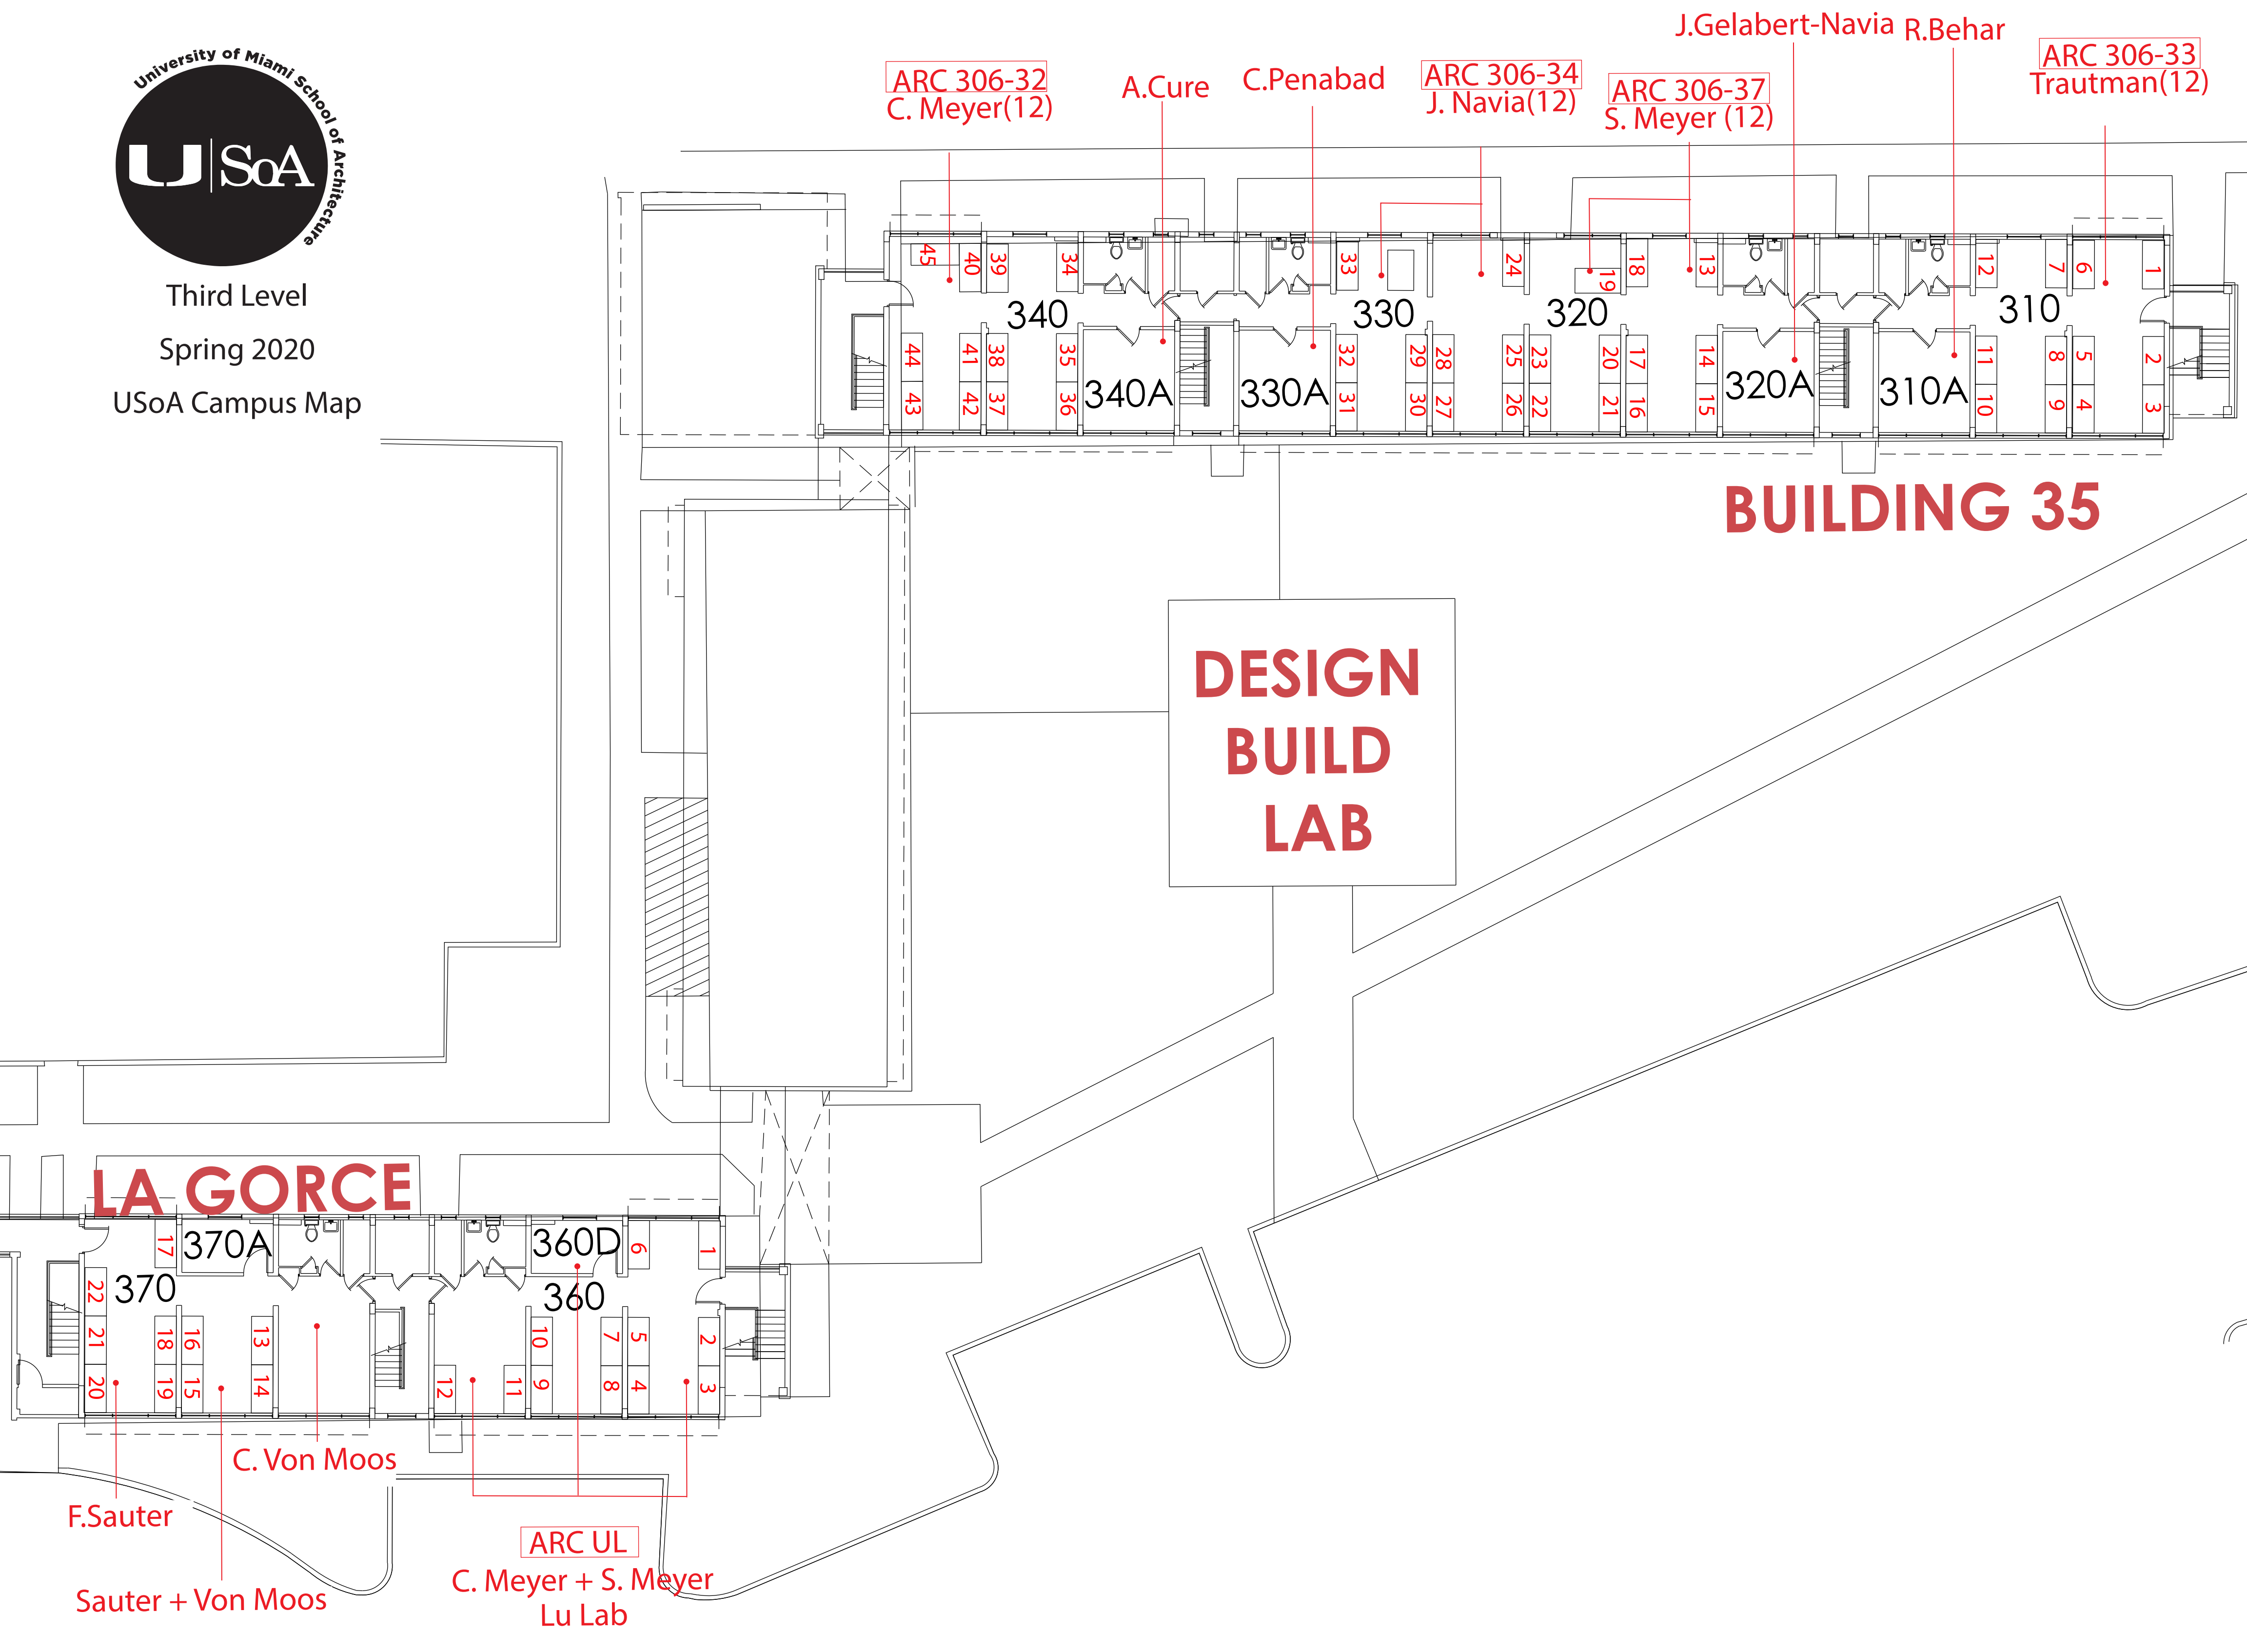 University of Miami School of Architecture
U SoA
Third Level
Spring 2020
USoA Campus Map
ARC 306-32
C. Meyer(12)
A.Cure
C.Penabad
ARC 306-34
J. Navia(12)
ARC 306-37
S. Meyer (12)
J.Gelabert-Navia
R.Behar
ARC 306-33
Trautman(12)
45 40 39 34 33 24 19 18 13 12 7 6 1
340 330 320 310
44 41 38 35 32 29 28 25 23 20 17 14 11 8 5 2
340A 330A 320A 310A
43 42 37 36 31 30 27 26 22 21 16 15 10 9 4 3
BUILDING 35
DESIGN
BUILD
LAB
LA GORCE
17 370A 360D 6 1
22 370 360
21 18 16 13 10 7 5 2
20 19 15 14 12 11 9 8 4 3
C. Von Moos
F.Sauter
Sauter + Von Moos
ARC UL
C. Meyer + S. Meyer
Lu Lab